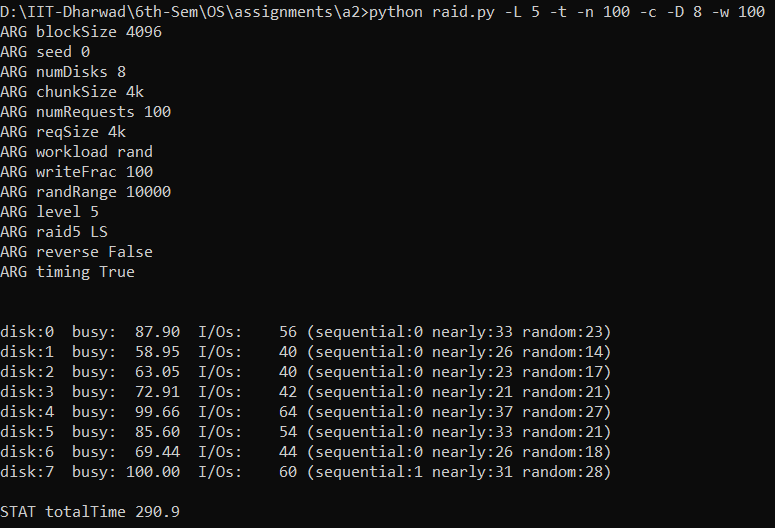 D:\IIT-Dharwad\6th-Sem\OS\assignments\a2>python raid.py -L 5 -t -n 100 -c -D 8 -w 100
ARG blockSize 4096
ARG seed 0
ARG numDisks 8
ARG chunkSize 4k
ARG numRequests 100
ARG reqSize 4k
ARG workload rand
ARG writeFrac 100
ARG randRange 10000
ARG level 5
ARG raid5 LS
ARG reverse False
ARG timing True
disk:0  busy:  87.90  I/Os:    56 (sequential:0 nearly:33 random:23)
disk:1  busy:  58.95  I/Os:    40 (sequential:0 nearly:26 random:14)
disk:2  busy:  63.05  I/Os:    40 (sequential:0 nearly:23 random:17)
disk:3  busy:  72.91  I/Os:    42 (sequential:0 nearly:21 random:21)
disk:4  busy:  99.66  I/Os:    64 (sequential:0 nearly:37 random:27)
disk:5  busy:  85.60  I/Os:    54 (sequential:0 nearly:33 random:21)
disk:6  busy:  69.44  I/Os:    44 (sequential:0 nearly:26 random:18)
disk:7  busy: 100.00  I/Os:    60 (sequential:1 nearly:31 random:28)
STAT totalTime 290.9